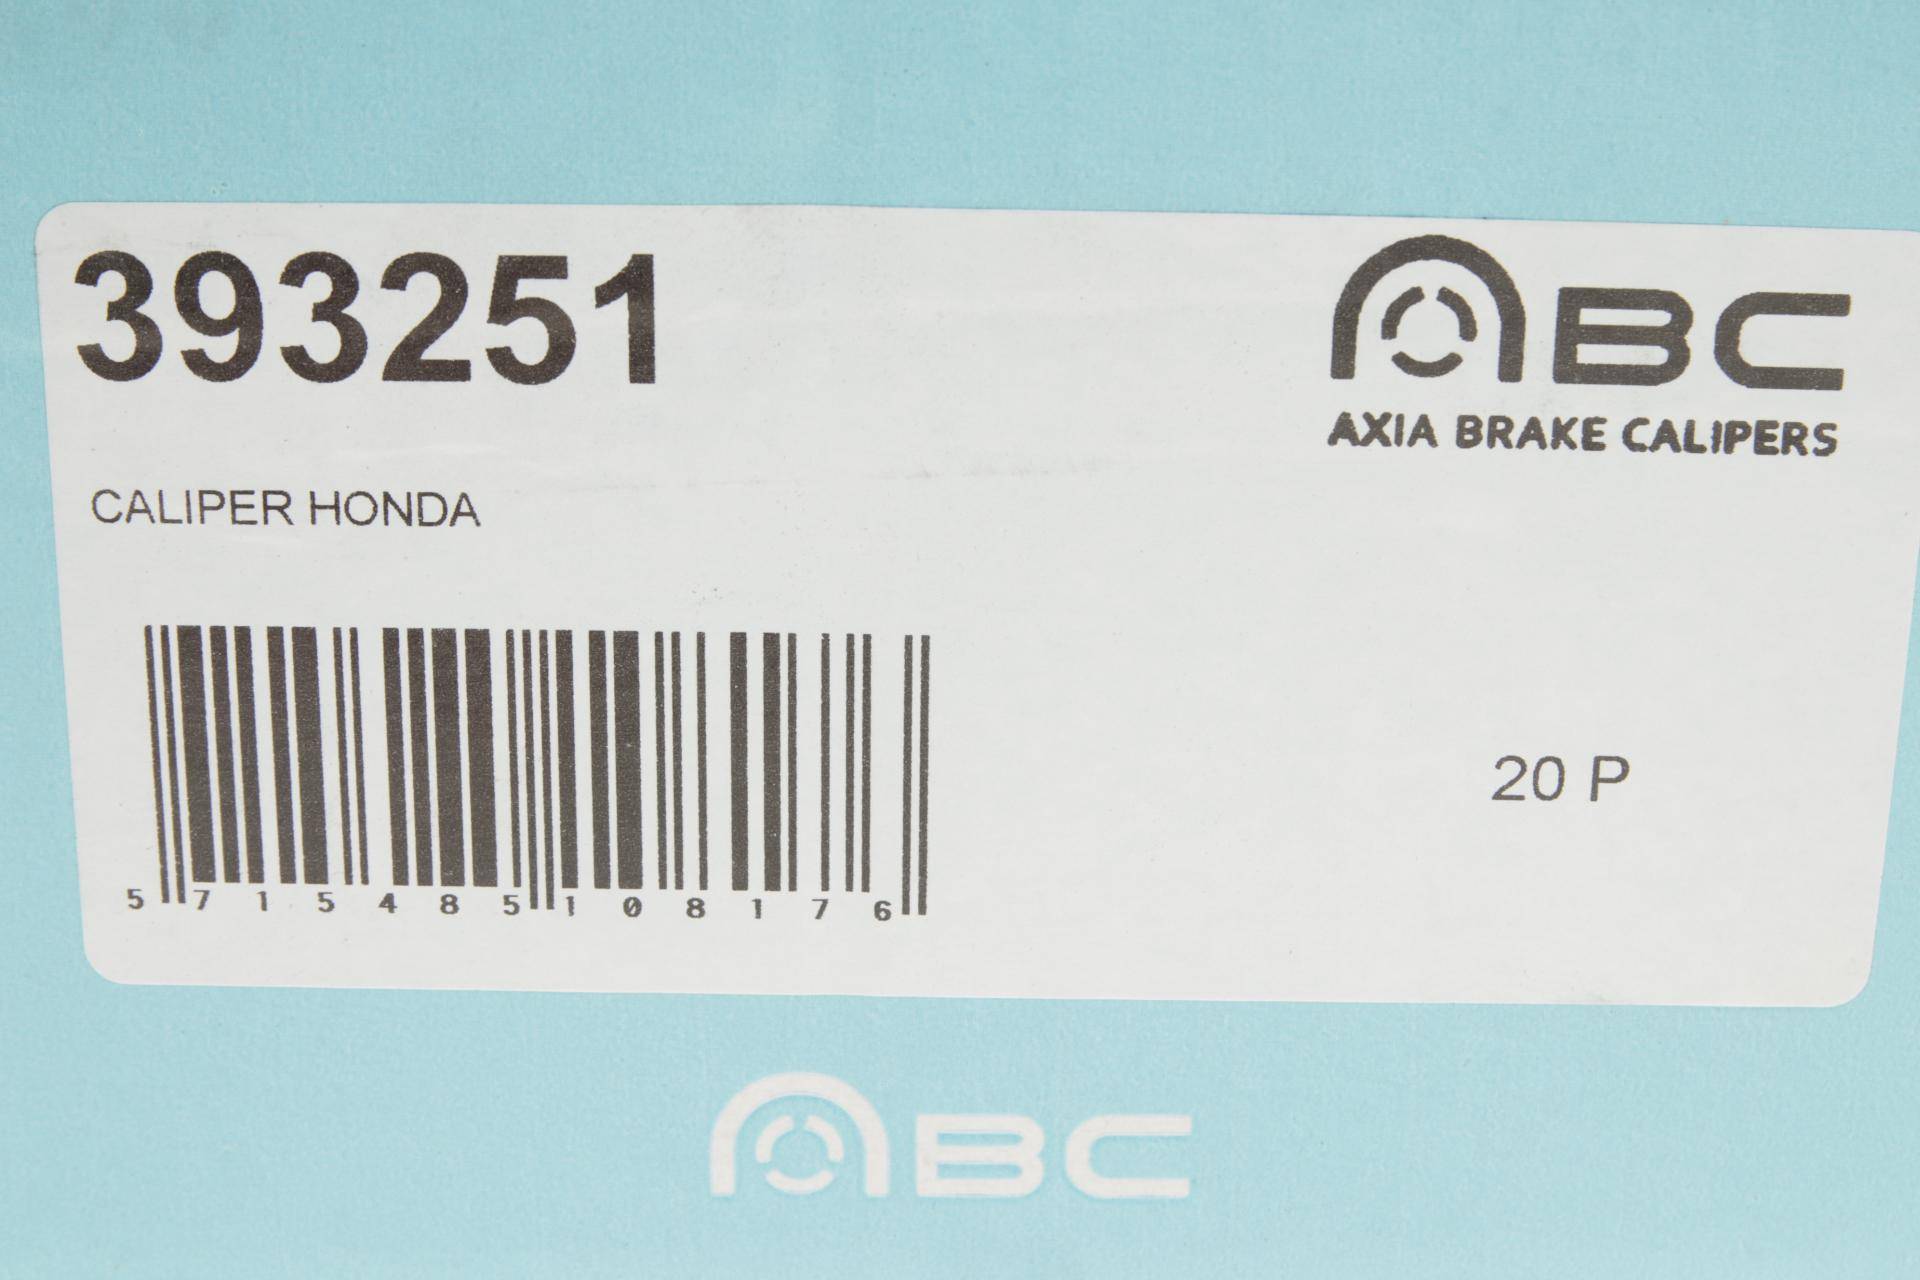 393251
ABC
AXIA BRAKE CALIPERS
CALIPER HONDA
20 P
5 715485 108176
ABC